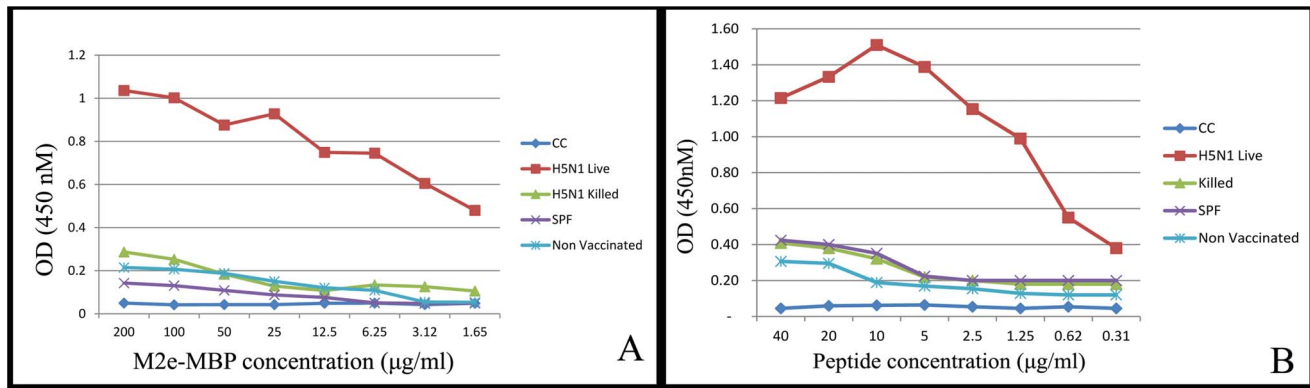 1.2
1
0.8
0.6
0.4
0.2
0
OD (450 nM)
200 100 50 25 12.5 6.25 3.12 1.65
M2e-MBP concentration (μg/ml)
CC
H5N1 Live
H5N1 Killed
SPF
Non Vaccinated
A
1.60
1.40
1.20
1.00
0.80
0.60
0.40
0.20
-
OD (450nM)
40 20 10 5 2.5 1.25 0.62 0.31
Peptide concentration (μg/ml)
CC
H5N1 Live
Killed
SPF
Non Vaccinated
B